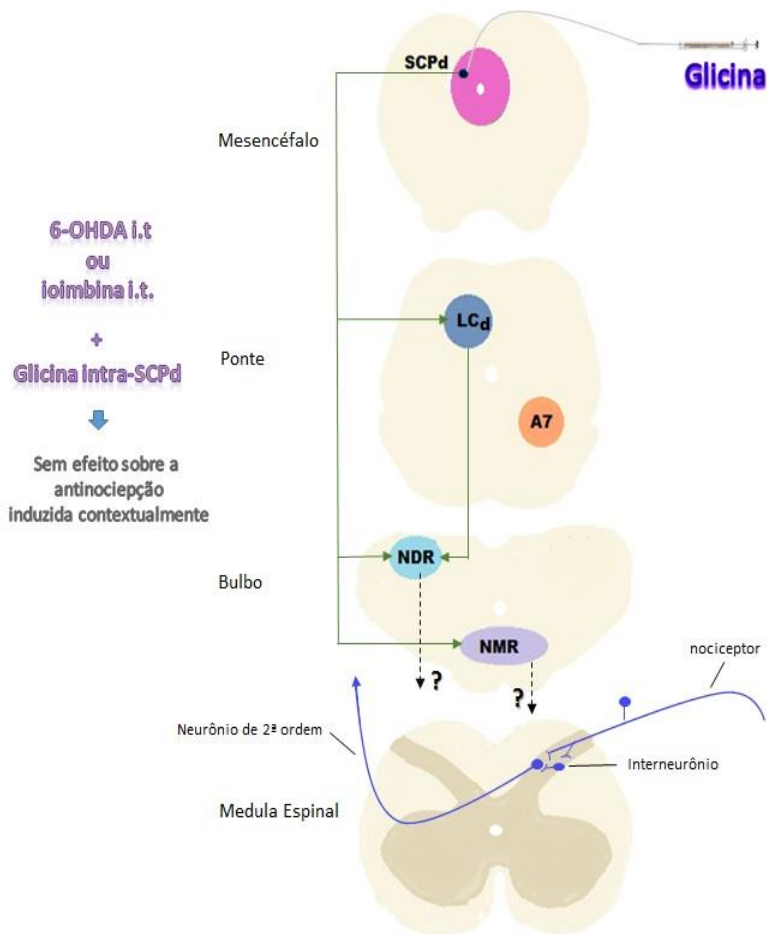 SCPd
Glicina
Mesencéfalo
6-OHDA i.t
ou
ioimbina i.t.
+
Glicina intra-SCPd
Sem efeito sobre a
antinociepção
induzida contextualmente
LCd
Ponte
A7
NDR
Bulbo
NMR
?
?
nociceptor
Neurônio de 2ª ordem
Interneurônio
Medula Espinal